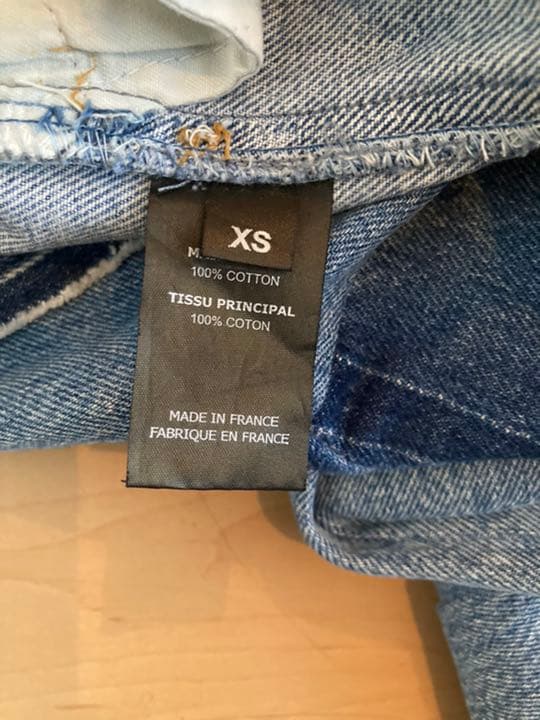 XS
100% COTTON
TISSU PRINCIPAL
100% COTON
MADE IN FRANCE
FABRIQUE EN FRANCE